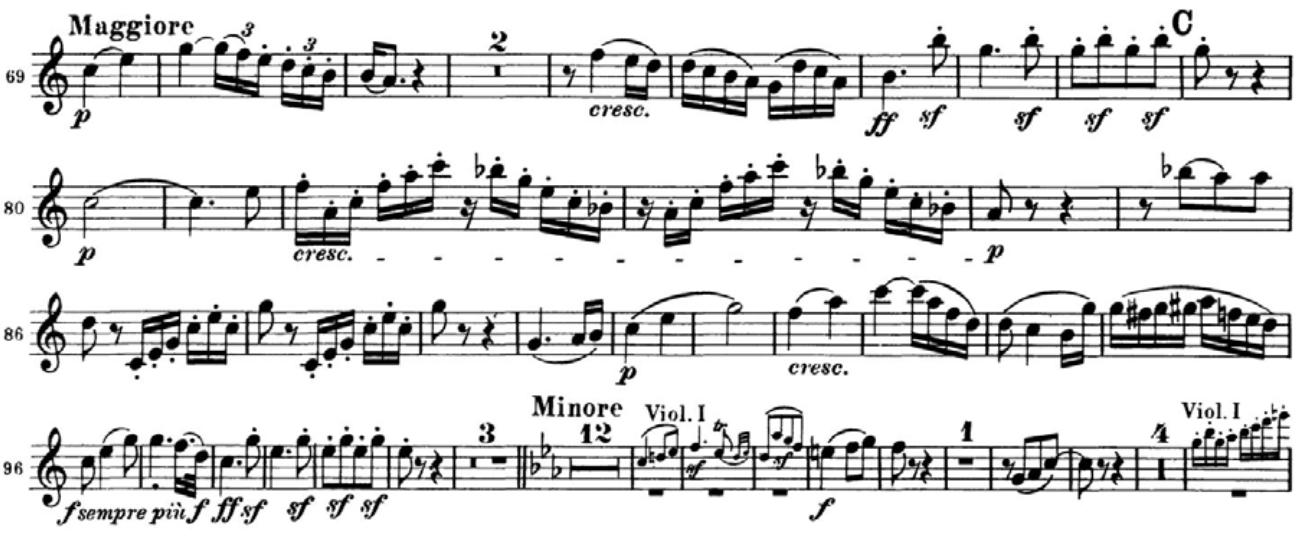 Maggiore C
3 3 2
69
p cresc. ff sf sf sf sf
80
p cresc. - - - - - - - - - - p
86
p cresc.
Minore Viol. I Viol. I
3 12 tr 1 4
96
sf sf
f sempre più f ff sf sf sf sf f